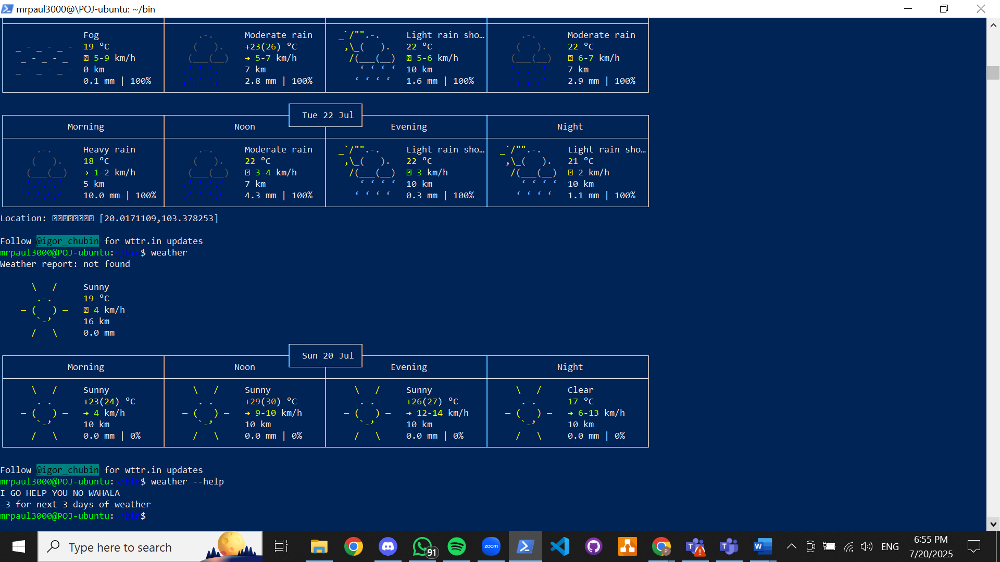 mrpaul3000@\POJ-ubuntu: ~/bin
Fog Moderate rain Light rain sho… Moderate rain
19 °C +23(26) °C 22 °C 22 °C
5-9 km/h → 5-7 km/h 5-6 km/h 6-7 km/h
0 km 7 km 10 km 7 km
0.1 mm | 100% 2.8 mm | 100% 1.6 mm | 100% 2.9 mm | 100%
Tue 22 Jul
Morning Noon Evening Night
Heavy rain Moderate rain Light rain sho… Light rain sho…
18 °C 22 °C 22 °C 21 °C
→ 1-2 km/h 3-4 km/h 3 km/h 2 km/h
5 km 7 km 10 km 10 km
10.0 mm | 100% 4.3 mm | 100% 0.3 mm | 100% 1.1 mm | 100%
Location: [20.0171109,103.378253]
Follow @igor_chubin for wttr.in updates
mrpaul3000@POJ-ubuntu:~/bin$ weather
Weather report: not found
Sunny
19 °C
4 km/h
16 km
0.0 mm
Sun 20 Jul
Morning Noon Evening Night
Sunny Sunny Sunny Clear
+23(24) °C +29(30) °C +26(27) °C 17 °C
→ 4 km/h → 9-10 km/h → 12-14 km/h → 6-13 km/h
10 km 10 km 10 km 10 km
0.0 mm | 0% 0.0 mm | 0% 0.0 mm | 0% 0.0 mm | 0%
Follow @igor_chubin for wttr.in updates
mrpaul3000@POJ-ubuntu:~/bin$ weather --help
I GO HELP YOU NO WAHALA
-3 for next 3 days of weather
mrpaul3000@POJ-ubuntu:~/bin$
Type here to search
91
zoom
P
ENG
6:55 PM
7/20/2025